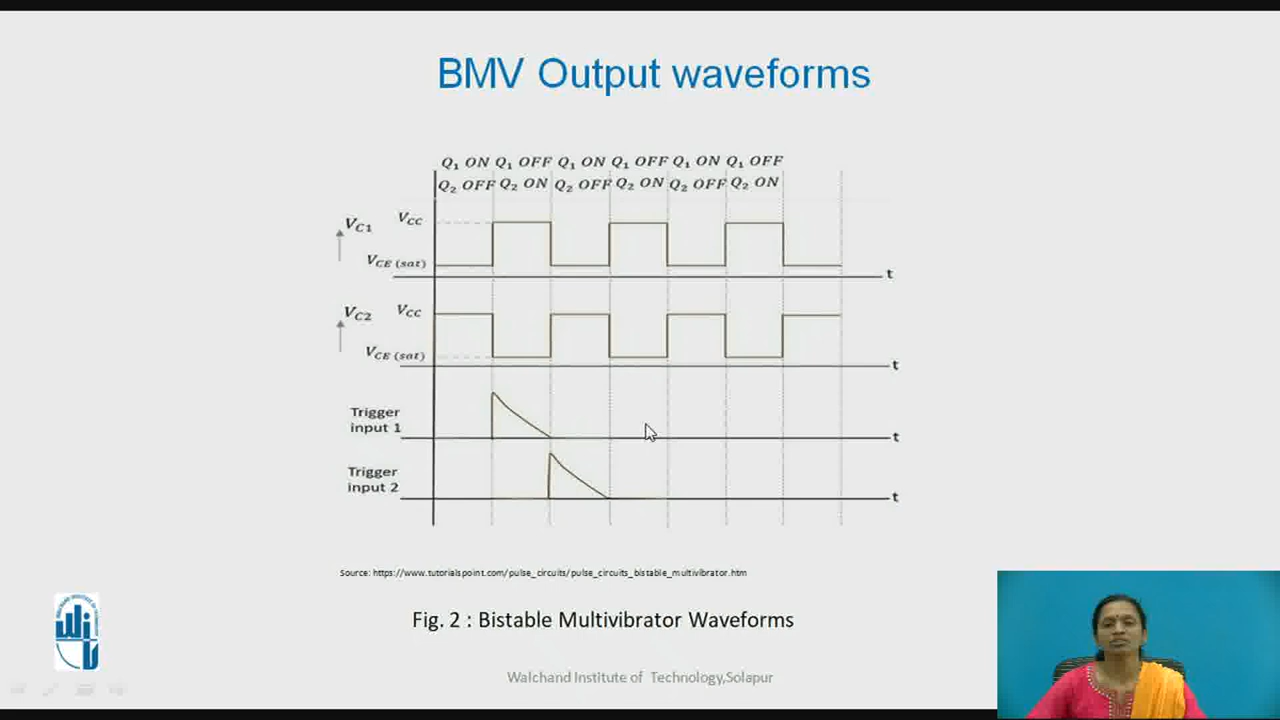 BMV Output waveforms
Q1 ON Q1 OFF Q1 ON Q1 OFF Q1 ON Q1 OFF
Q2 OFF Q2 ON Q2 OFF Q2 ON Q2 OFF Q2 ON
VC1
VCC
VCE (sat)
t
VC2
VCC
VCE (sat)
t
Trigger
input 1
t
Trigger
input 2
t
Source: https://www.tutorialspoint.com/pulse_circuits/pulse_circuits_bistable_multivibrator.htm
Fig. 2 : Bistable Multivibrator Waveforms
Walchand Institute of Technology,Solapur